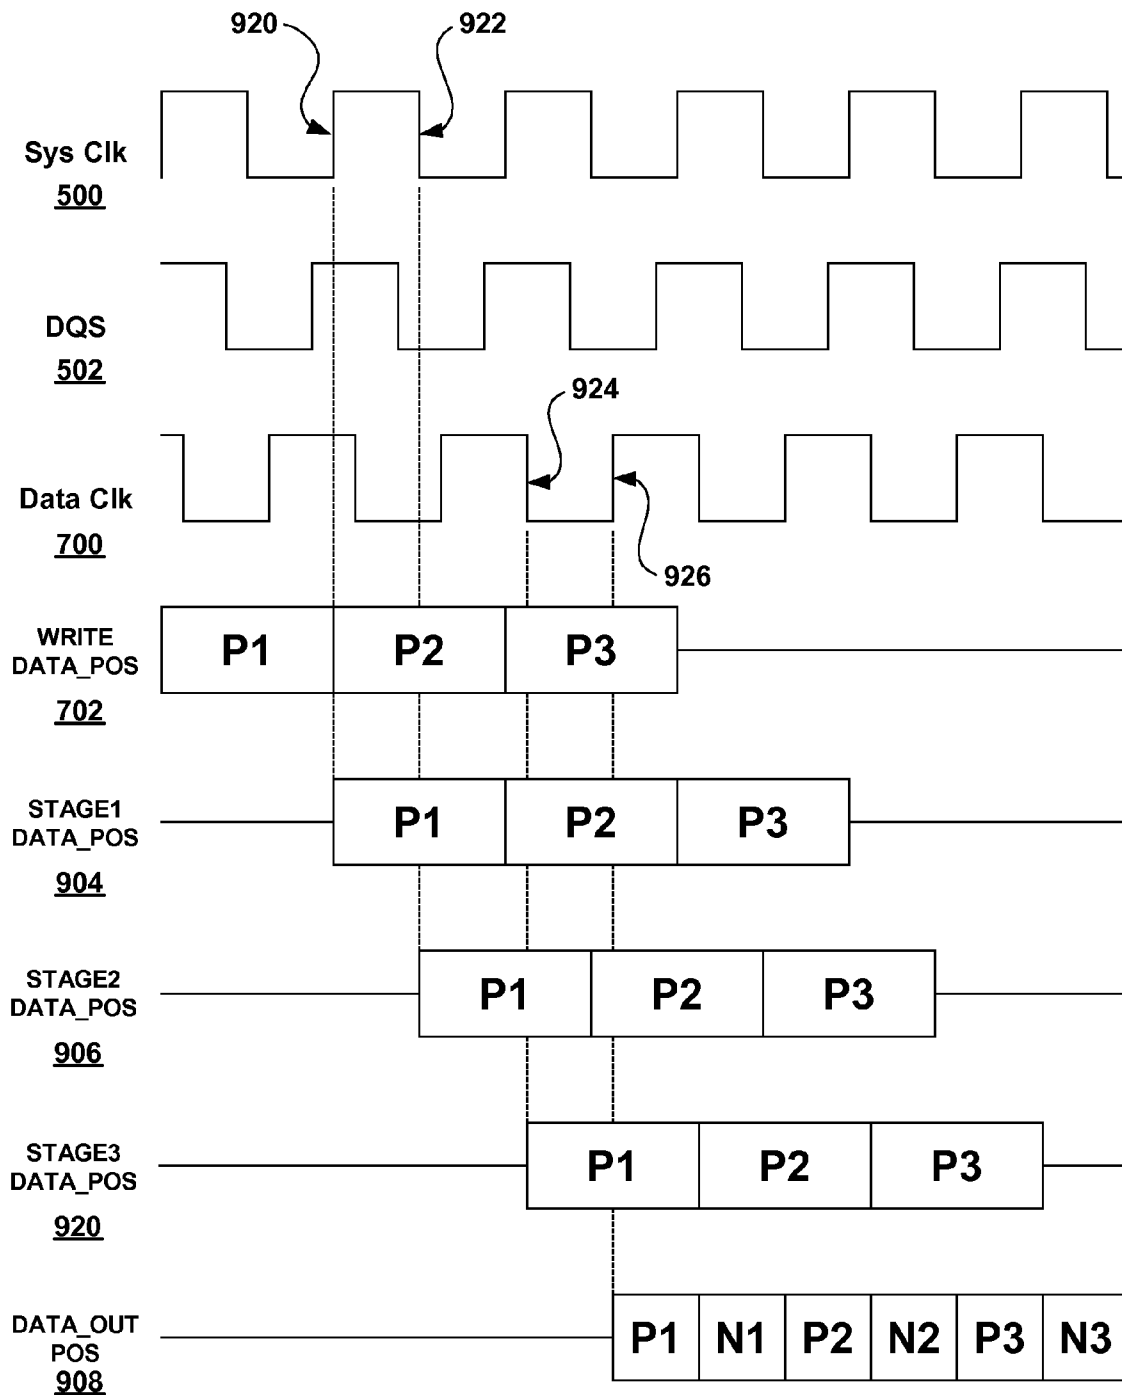 920
922
Sys Clk
500
DQS
502
924
Data Clk
700
926
WRITE
DATA_POS
702
P1 P2 P3
STAGE1
DATA_POS
904
P1 P2 P3
STAGE2
DATA_POS
906
P1 P2 P3
STAGE3
DATA_POS
920
P1 P2 P3
DATA_OUT
POS
908
P1 N1 P2 N2 P3 N3